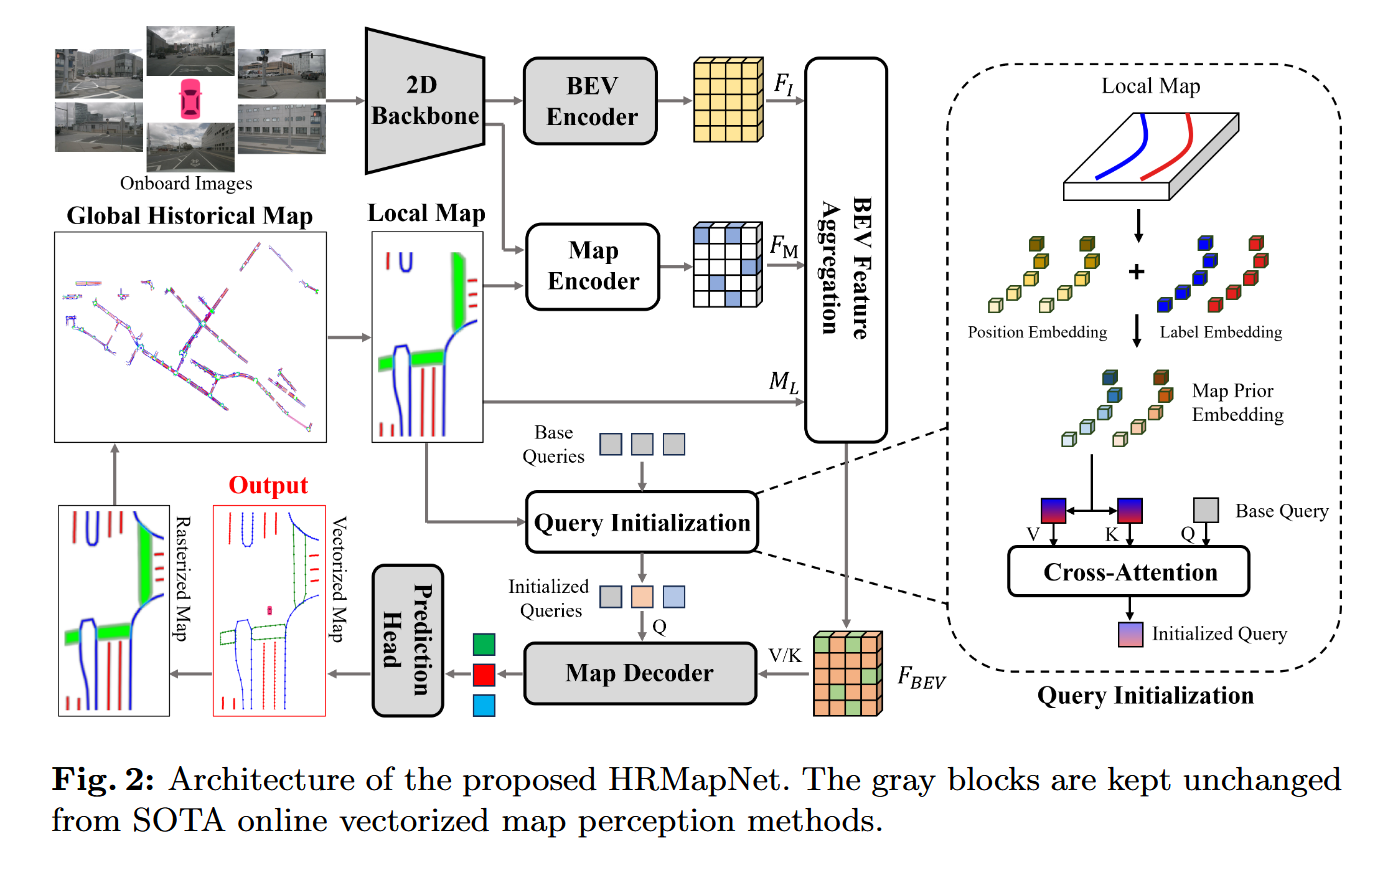 Onboard Images
2D
Backbone
BEV
Encoder
F_I
Global Historical Map
Local Map
Map
Encoder
F_M
M_L
BEV Feature
Aggregation
Base
Queries
Query Initialization
Initialized
Queries
Q
Map Decoder
V/K
F_BEV
Prediction
Head
Output
Vectorized Map
Rasterized Map
Local Map
+
Position Embedding
Label Embedding
Map Prior
Embedding
V
K
Q
Base Query
Cross-Attention
Initialized Query
Query Initialization
Fig. 2: Architecture of the proposed HRMapNet. The gray blocks are kept unchanged
from SOTA online vectorized map perception methods.